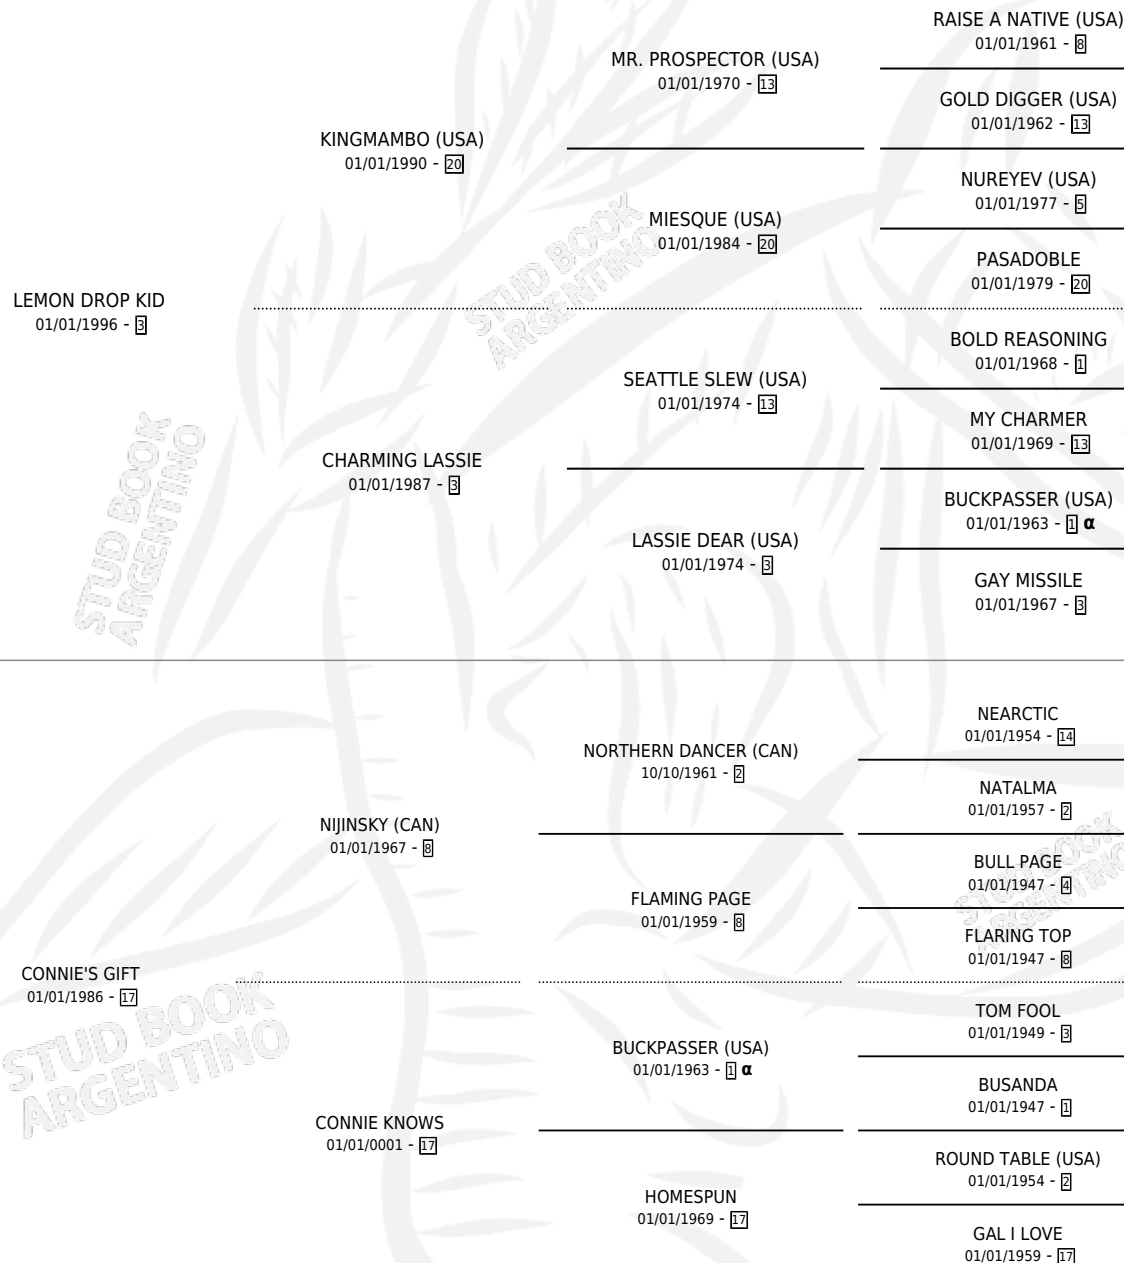 RAISE A NATIVE (USA)
01/01/1961 - 8
MR. PROSPECTOR (USA)
01/01/1970 - 13
GOLD DIGGER (USA)
01/01/1962 - 13
KINGMAMBO (USA)
01/01/1990 - 20
NUREYEV (USA)
01/01/1977 - 5
MIESQUE (USA)
01/01/1984 - 20
PASADOBLE
01/01/1979 - 20
LEMON DROP KID
01/01/1996 - 3
BOLD REASONING
01/01/1968 - 1
SEATTLE SLEW (USA)
01/01/1974 - 13
MY CHARMER
01/01/1969 - 13
CHARMING LASSIE
01/01/1987 - 3
BUCKPASSER (USA)
01/01/1963 - 1 α
LASSIE DEAR (USA)
01/01/1974 - 3
GAY MISSILE
01/01/1967 - 3
NEARCTIC
01/01/1954 - 14
NORTHERN DANCER (CAN)
10/10/1961 - 2
NATALMA
01/01/1957 - 2
NIJINSKY (CAN)
01/01/1967 - 8
BULL PAGE
01/01/1947 - 4
FLAMING PAGE
01/01/1959 - 8
FLARING TOP
01/01/1947 - 8
CONNIE'S GIFT
01/01/1986 - 17
TOM FOOL
01/01/1949 - 3
BUCKPASSER (USA)
01/01/1963 - 1 α
BUSANDA
01/01/1947 - 1
CONNIE KNOWS
01/01/0001 - 17
ROUND TABLE (USA)
01/01/1954 - 2
HOMESPUN
01/01/1969 - 17
GAL I LOVE
01/01/1959 - 17
STUD BOOK
ARGENTINO
STUD BOOK
ARGENTINO
STUD BOOK
ARGENTINO
STUD BOOK
ARGENTINO